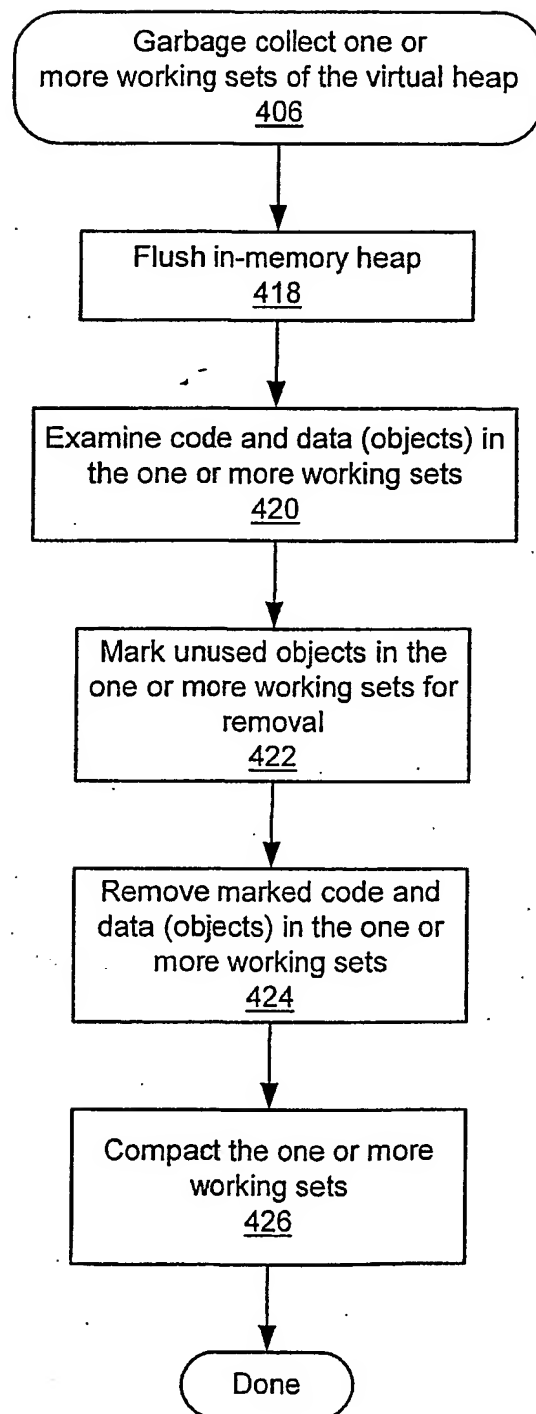 Garbage collect one or
more working sets of the virtual heap
406
Flush in-memory heap
418
Examine code and data (objects) in
the one or more working sets
420
Mark unused objects in the
one or more working sets for
removal
422
Remove marked code and
data (objects) in the one or
more working sets
424
Compact the one or more
working sets
426
Done